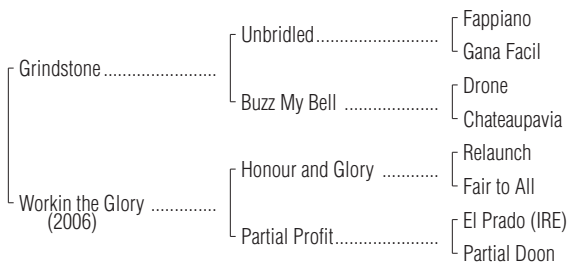 Fappiano
Unbridled
Gana Facil
Grindstone
Drone
Buzz My Bell
Chateaupavia
Relaunch
Honour and Glory
Fair to All
Workin the Glory
(2006)
El Prado (IRE)
Partial Profit
Partial Doon